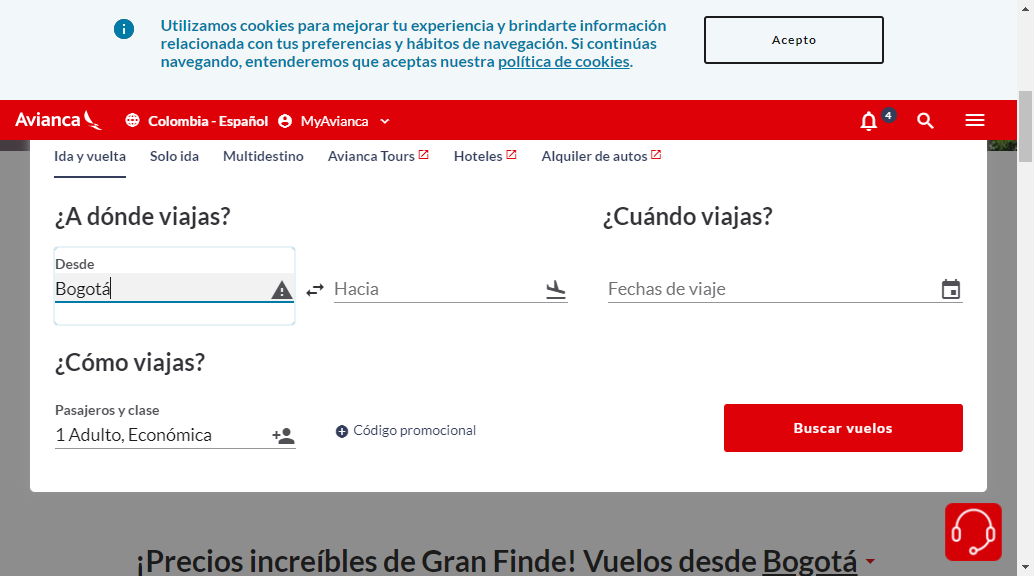 Utilizamos cookies para mejorar tu experiencia y brindarte información
relacionada con tus preferencias y hábitos de navegación. Si continúas
navegando, entenderemos que aceptas nuestra política de cookies.
Acepto
Avianca Colombia - Español MyAvianca 4
Ida y vuelta Solo ida Multidestino Avianca Tours Hoteles Alquiler de autos
¿A dónde viajas? ¿Cuándo viajas?
Desde
Bogotá Hacia Fechas de viaje
¿Cómo viajas?
Pasajeros y clase
1 Adulto, Económica Código promocional Buscar vuelos
¡Precios increíbles de Gran Finde! Vuelos desde Bogotá